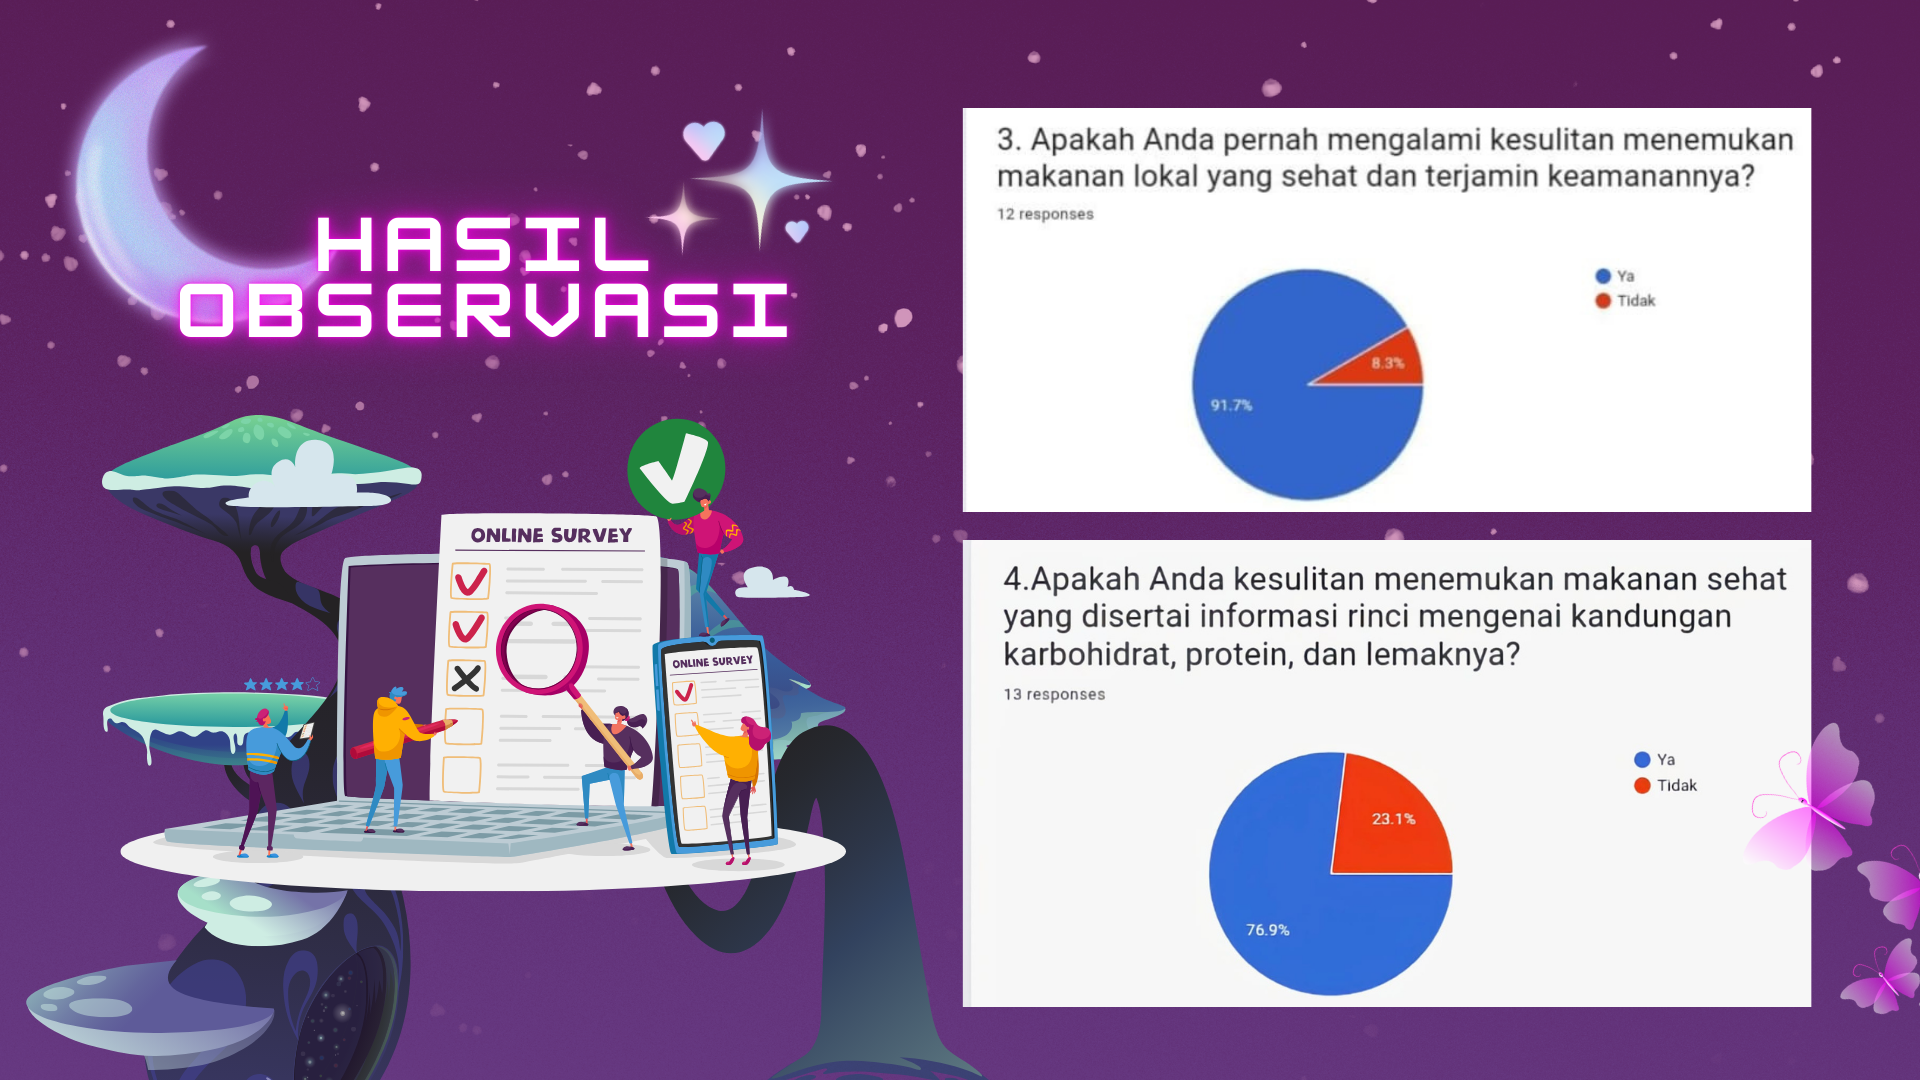 HASIL
OBSERVASI
ONLINE SURVEY
ONLINE SURVEY
3. Apakah Anda pernah mengalami kesulitan menemukan
makanan lokal yang sehat dan terjamin keamanannya?
12 responses
Ya
Tidak
8.3%
91.7%
4.Apakah Anda kesulitan menemukan makanan sehat
yang disertai informasi rinci mengenai kandungan
karbohidrat, protein, dan lemaknya?
13 responses
Ya
Tidak
23.1%
76.9%